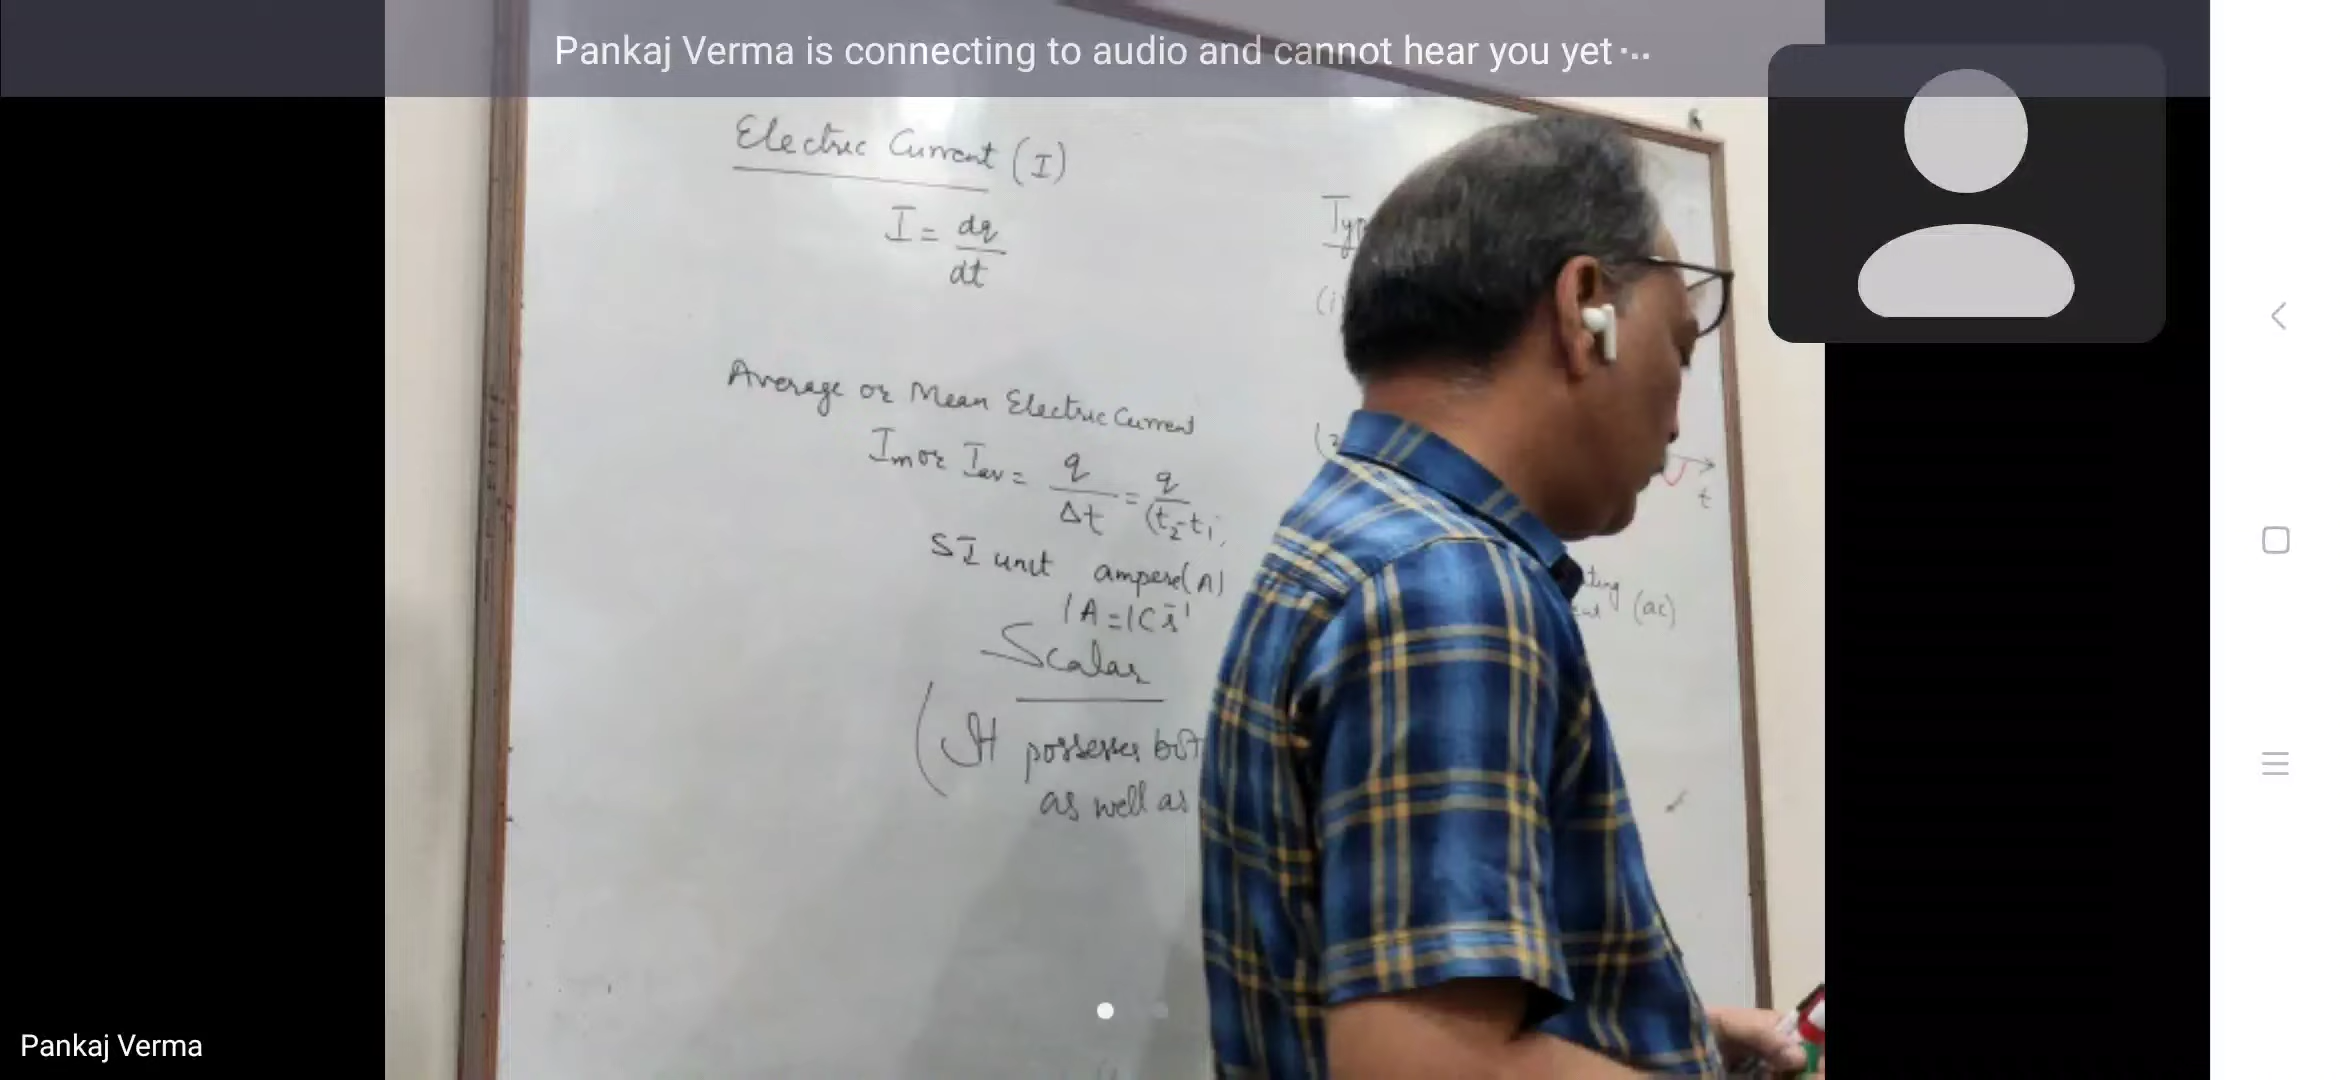 Pankaj Verma is connecting to audio and cannot hear you yet
Electric Current (I)
I = dq
dt
Average or Mean Electric Current
Im or Iav = q = q
Δt (t2-t1
SI unit ampere (A)
1A = 1Cs-1
Scalar
(It possesses
as well as
t
(ac)
Pankaj Verma